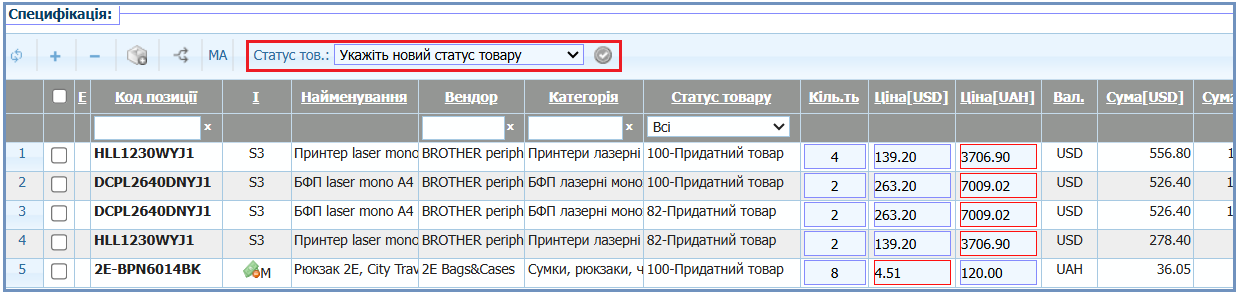 Специфікація:
MA Статус тов.: Укажіть новий статус товару
E Код позиції I Найменування Вендор Категорія Статус товару Кіль.ть Ціна[USD] Ціна[UAH] Вал. Сума[USD] Сума
x x x Всі
1 HLL1230WYJ1 S3 Принтер laser mono BROTHER periph Принтери лазерні 100-Придатний товар 4 139.20 3706.90 USD 556.80 1
2 DCPL2640DNYJ1 S3 БФП laser mono A4 BROTHER periph БФП лазерні моно 100-Придатний товар 2 263.20 7009.02 USD 526.40 1
3 DCPL2640DNYJ1 S3 БФП laser mono A4 BROTHER periph БФП лазерні моно 82-Придатний товар 2 263.20 7009.02 USD 526.40 1
4 HLL1230WYJ1 S3 Принтер laser mono BROTHER periph Принтери лазерні 82-Придатний товар 2 139.20 3706.90 USD 278.40
5 2E-BPN6014BK M Рюкзак 2E, City Trav 2E Bags&Cases Сумки, рюкзаки, ч 100-Придатний товар 8 4.51 120.00 UAH 36.05